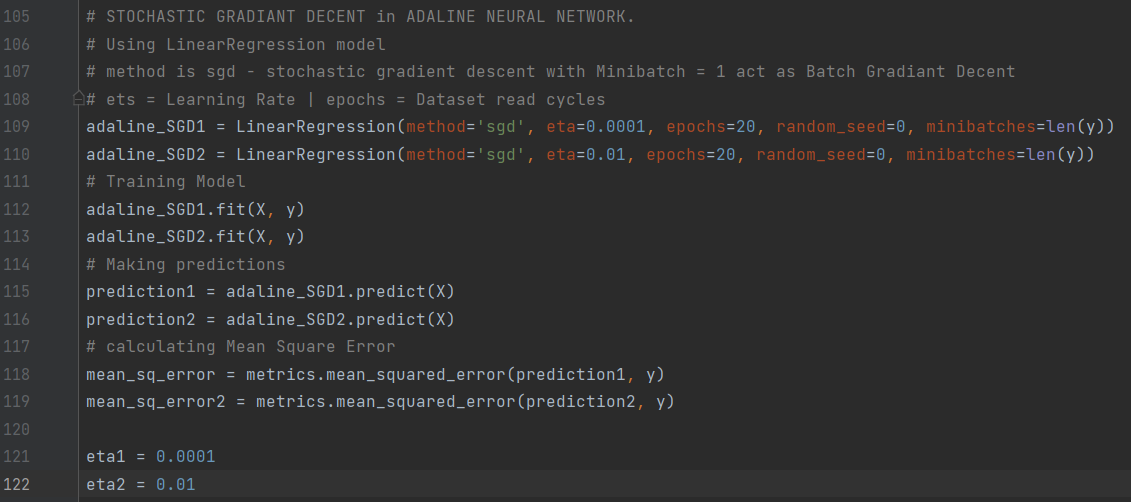 105 # STOCHASTIC GRADIANT DECENT in ADALINE NEURAL NETWORK.
106 # Using LinearRegression model
107 # method is sgd - stochastic gradient descent with Minibatch = 1 act as Batch Gradiant Decent
108 # ets = Learning Rate | epochs = Dataset read cycles
109 adaline_SGD1 = LinearRegression(method='sgd', eta=0.0001, epochs=20, random_seed=0, minibatches=len(y))
110 adaline_SGD2 = LinearRegression(method='sgd', eta=0.01, epochs=20, random_seed=0, minibatches=len(y))
111 # Training Model
112 adaline_SGD1.fit(X, y)
113 adaline_SGD2.fit(X, y)
114 # Making predictions
115 prediction1 = adaline_SGD1.predict(X)
116 prediction2 = adaline_SGD2.predict(X)
117 # calculating Mean Square Error
118 mean_sq_error = metrics.mean_squared_error(prediction1, y)
119 mean_sq_error2 = metrics.mean_squared_error(prediction2, y)
120
121 eta1 = 0.0001
122 eta2 = 0.01